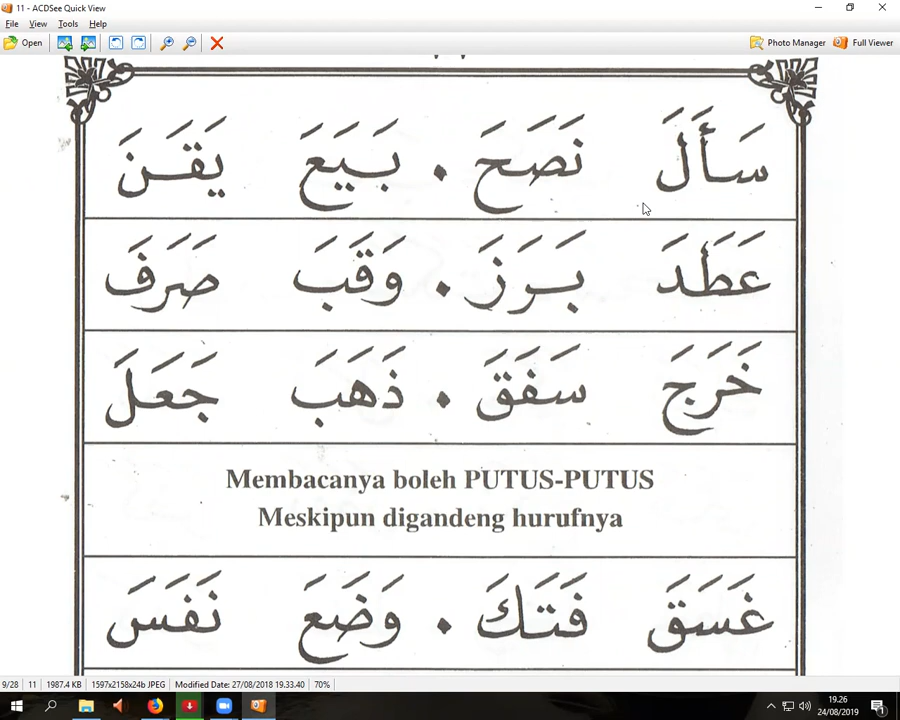 11 - ACDSee Quick View
File View Tools Help
Open Photo Manager Full Viewer
سَأَلَ نَصَحَ . بَيَعَ يَقَنَ
عَطَدَ بَرَزَ . وَقَبَ صَرَفَ
خَرَجَ سَفَقَ . ذَهَبَ جَعَلَ
Membacanya boleh PUTUS-PUTUS
Meskipun digandeng hurufnya
غَسَقَ فَتَكَ . وَضَعَ نَفَسَ
9/28 11 1987.4 KB 1597x2158x24b JPEG Modified Date: 27/08/2018 19.33.40 70%
19.26
24/08/2019
1